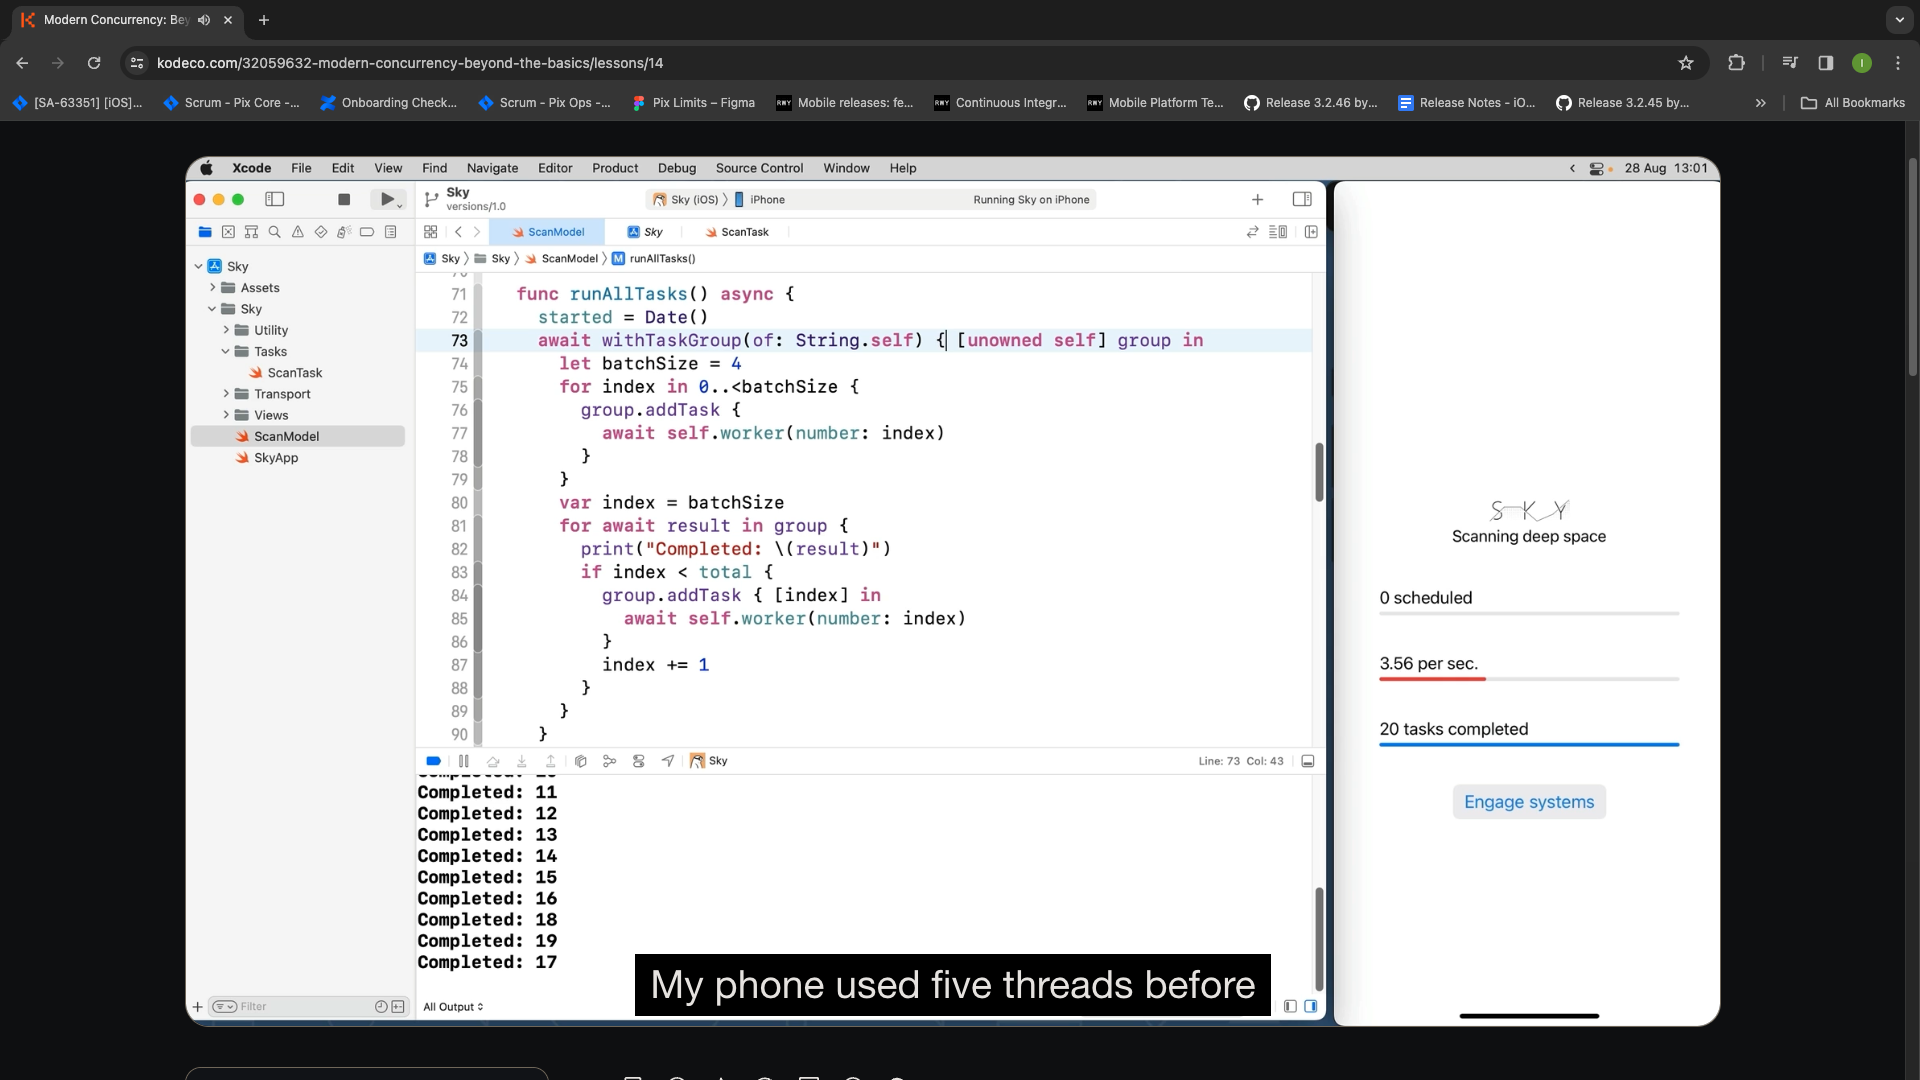 Modern Concurrency: Bey
kodeco.com/32059632-modern-concurrency-beyond-the-basics/lessons/14
I
[SA-63351] [iOS]...
Scrum - Pix Core -...
Onboarding Check...
Scrum - Pix Ops -...
Pix Limits – Figma
RWY Mobile releases: fe...
RWY Continuous Integr...
RWY Mobile Platform Te...
Release 3.2.46 by...
Release Notes - iO...
Release 3.2.45 by...
All Bookmarks
Xcode File Edit View Find Navigate Editor Product Debug Source Control Window Help
28 Aug 13:01
Sky
versions/1.0
Sky (iOS) 〉 iPhone
Running Sky on iPhone
ScanModel
Sky
ScanTask
Sky 〉 Sky 〉 ScanModel 〉 M runAllTasks()
Sky
Assets
Sky
Utility
Tasks
ScanTask
Transport
Views
ScanModel
SkyApp
Filter
71 func runAllTasks() async {
72 started = Date()
73 await withTaskGroup(of: String.self) { [unowned self] group in
74 let batchSize = 4
75 for index in 0..<batchSize {
76 group.addTask {
77 await self.worker(number: index)
78 }
79 }
80 var index = batchSize
81 for await result in group {
82 print("Completed: \(result)")
83 if index < total {
84 group.addTask { [index] in
85 await self.worker(number: index)
86 }
87 index += 1
88 }
89 }
90 }
Sky
Line: 73 Col: 43
Completed: 11
Completed: 12
Completed: 13
Completed: 14
Completed: 15
Completed: 16
Completed: 18
Completed: 19
Completed: 17
All Output
S K Y
Scanning deep space
0 scheduled
3.56 per sec.
20 tasks completed
Engage systems
My phone used five threads before